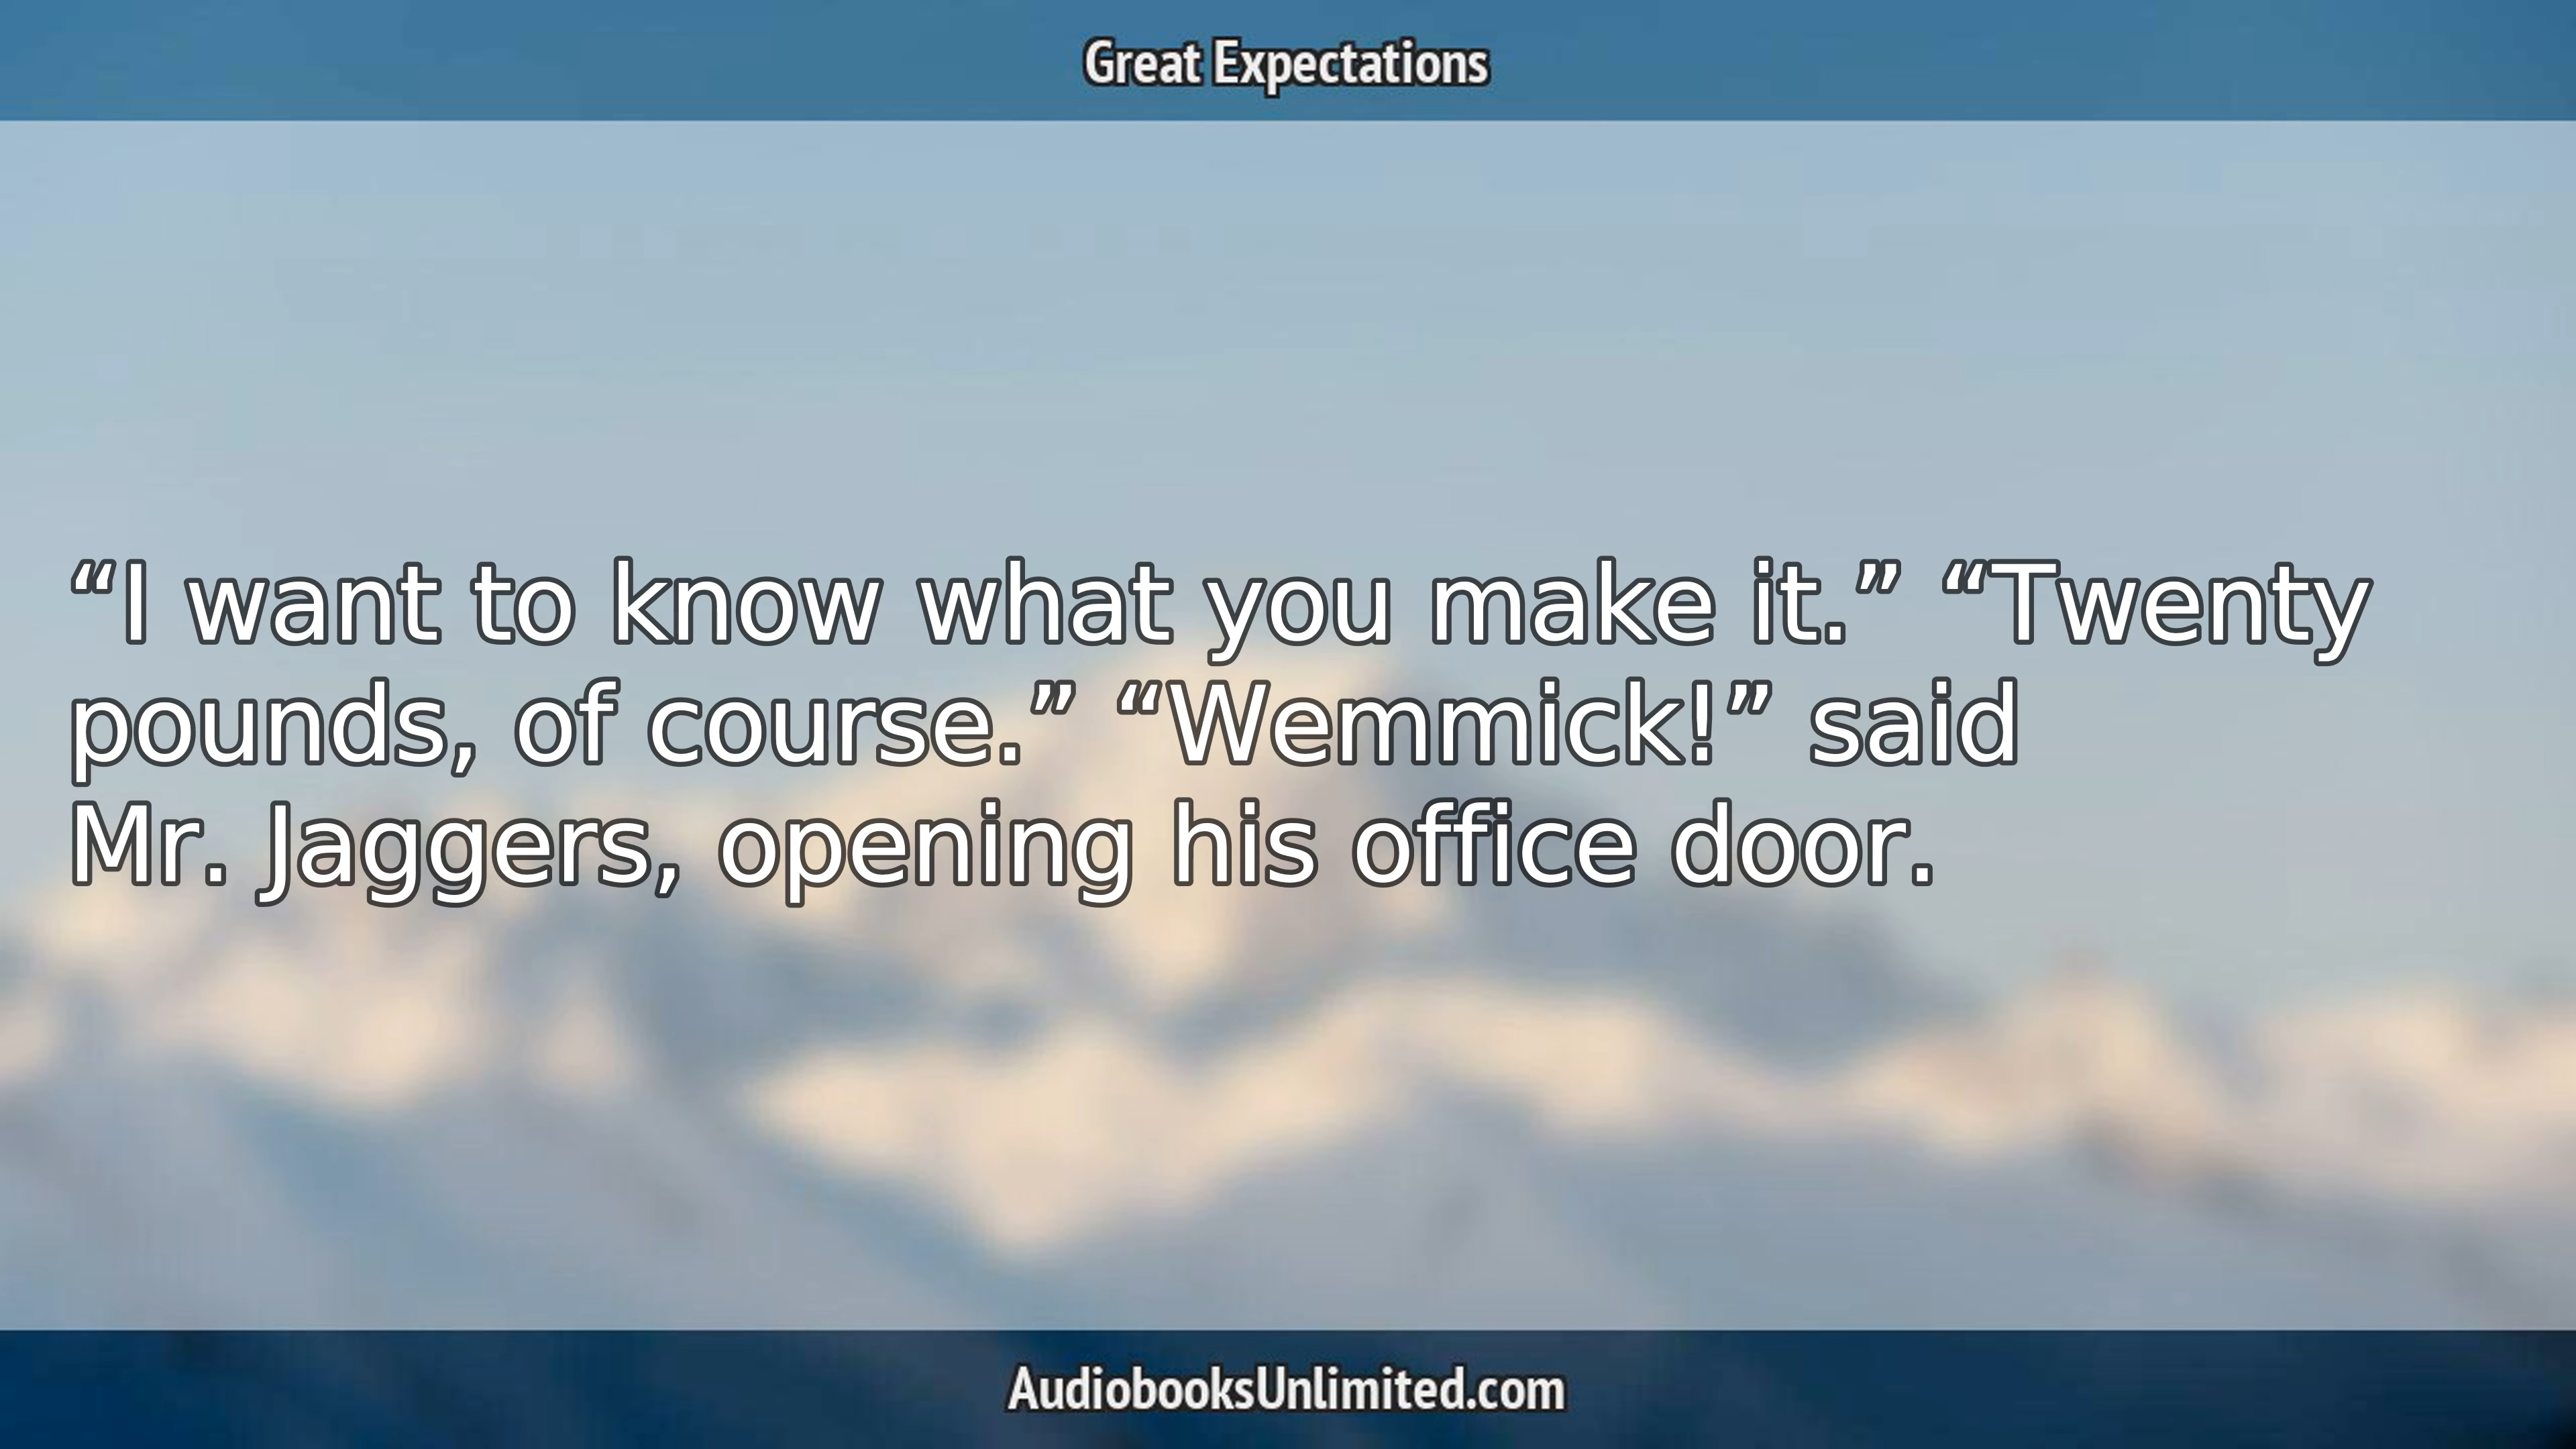 Great Expectations
“I want to know what you make it.” “Twenty
pounds, of course.” “Wemmick!” said
Mr. Jaggers, opening his office door.
AudiobooksUnlimited.com